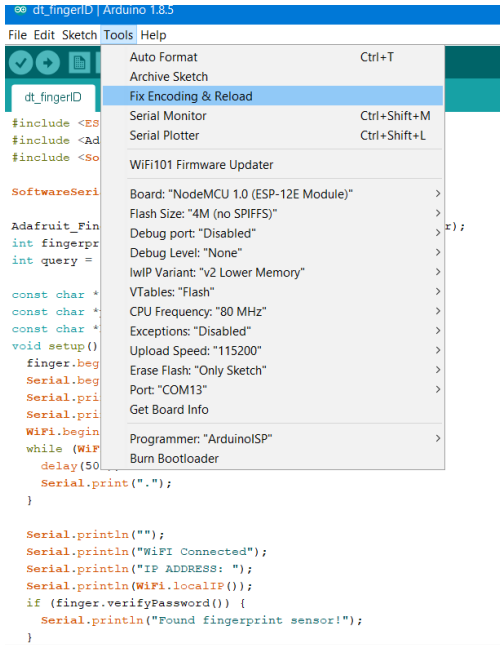 dt_fingerID | Arduino 1.8.5
File Edit Sketch Tools Help
Auto Format Ctrl+T
Archive Sketch
dt_fingerID
Fix Encoding & Reload
Serial Monitor Ctrl+Shift+M
Serial Plotter Ctrl+Shift+L
WiFi101 Firmware Updater
Board: "NodeMCU 1.0 (ESP-12E Module)"
Flash Size: "4M (no SPIFFS)"
Debug port: "Disabled"
Debug Level: "None"
lwIP Variant: "v2 Lower Memory"
VTables: "Flash"
CPU Frequency: "80 MHz"
Exceptions: "Disabled"
Upload Speed: "115200"
Erase Flash: "Only Sketch"
Port: "COM13"
Get Board Info
Programmer: "ArduinoISP"
Burn Bootloader
#include <ES
#include <Ad
#include <So
SoftwareSeri
Adafruit_Fin r);
int fingerpr
int query =
const char *
const char *
const char *
void setup()
finger.beg
Serial.beg
Serial.pri
Serial.pri
WiFi.begin
while (WiF
delay(50
Serial.print(".");
}
Serial.println("");
Serial.println("WiFI Connected");
Serial.println("IP ADDRESS: ");
Serial.println(WiFi.localIP());
if (finger.verifyPassword()) {
Serial.println("Found fingerprint sensor!");
}